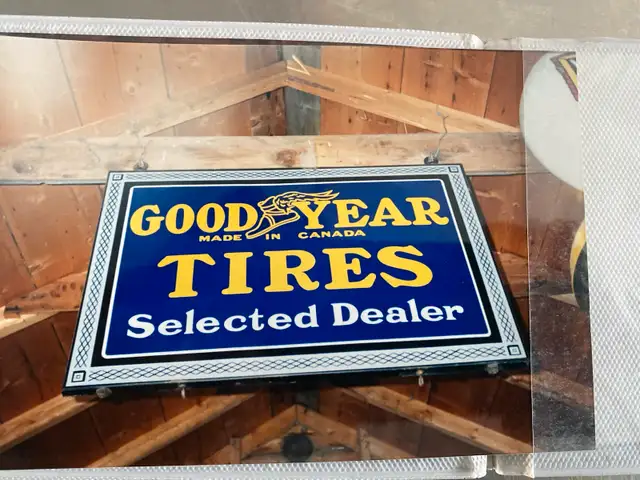 GOOD YEAR
MADE IN CANADA
TIRES
Selected Dealer